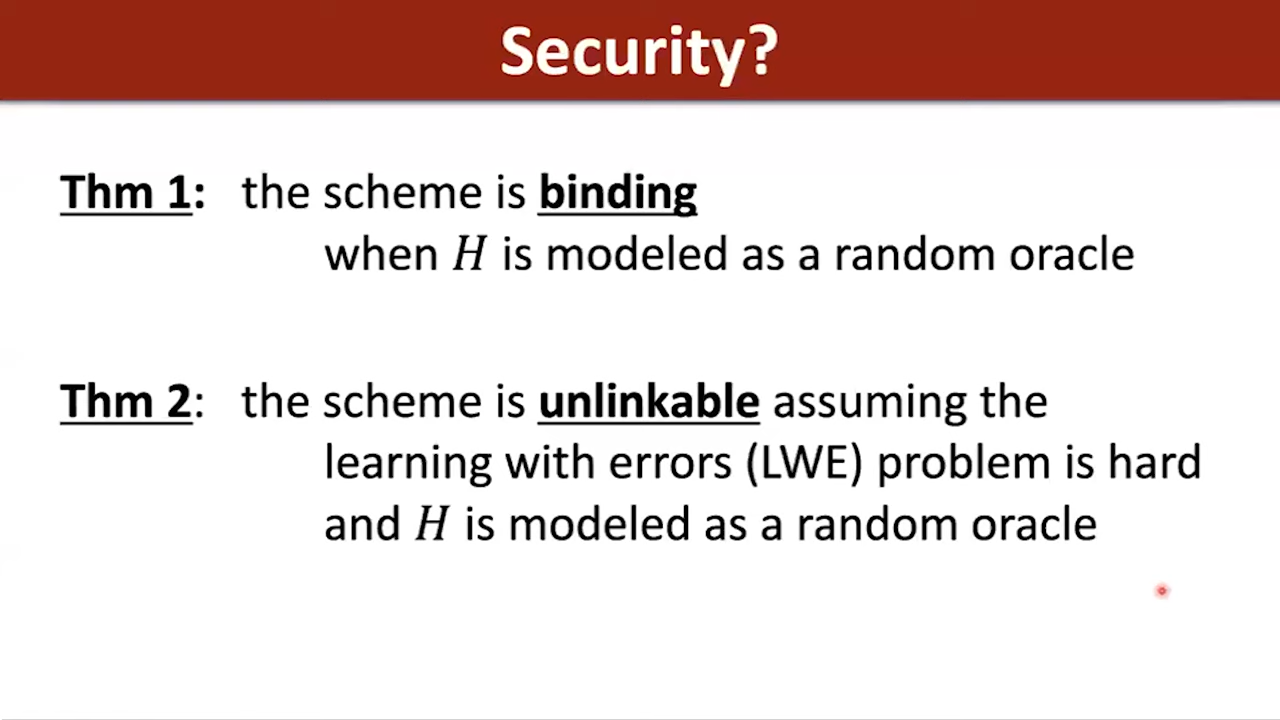 Security?
Thm 1: the scheme is binding
when H is modeled as a random oracle
Thm 2: the scheme is unlinkable assuming the
learning with errors (LWE) problem is hard
and H is modeled as a random oracle